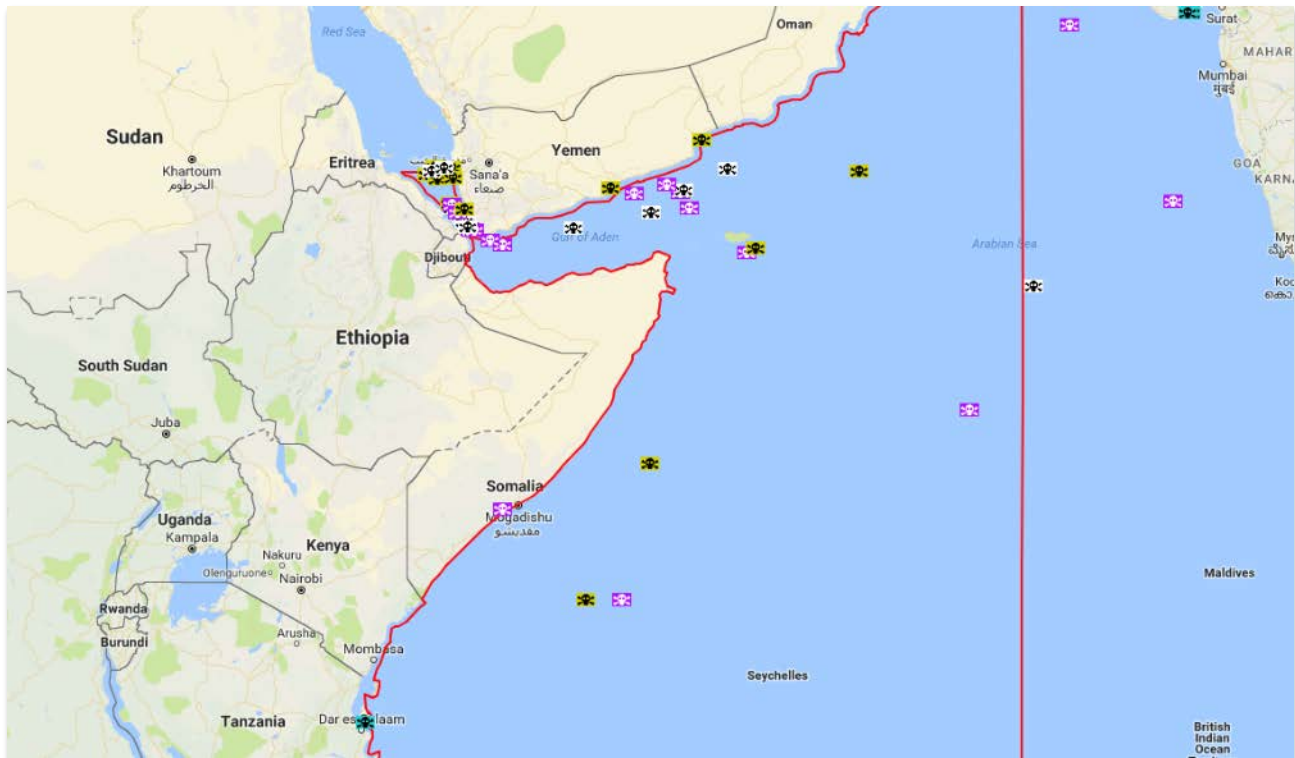 Red Sea
Oman
Surat
MAHAR
Mumbai
मुंबई
Sudan
Khartoum
الخرطوم
Eritrea
Yemen
Sana'a
صنعاء
GOA
KARN
Gulf of Aden
Arabian Sea
Djibouti
Ethiopia
South Sudan
Juba
Somalia
Mogadishu
مقديشو
Uganda
Kampala
Kenya
Nakuru
Olenguruone
Nairobi
Maldives
Rwanda
Burundi
Arusha
Mombasa
Seychelles
Tanzania
British
Indian
Ocean